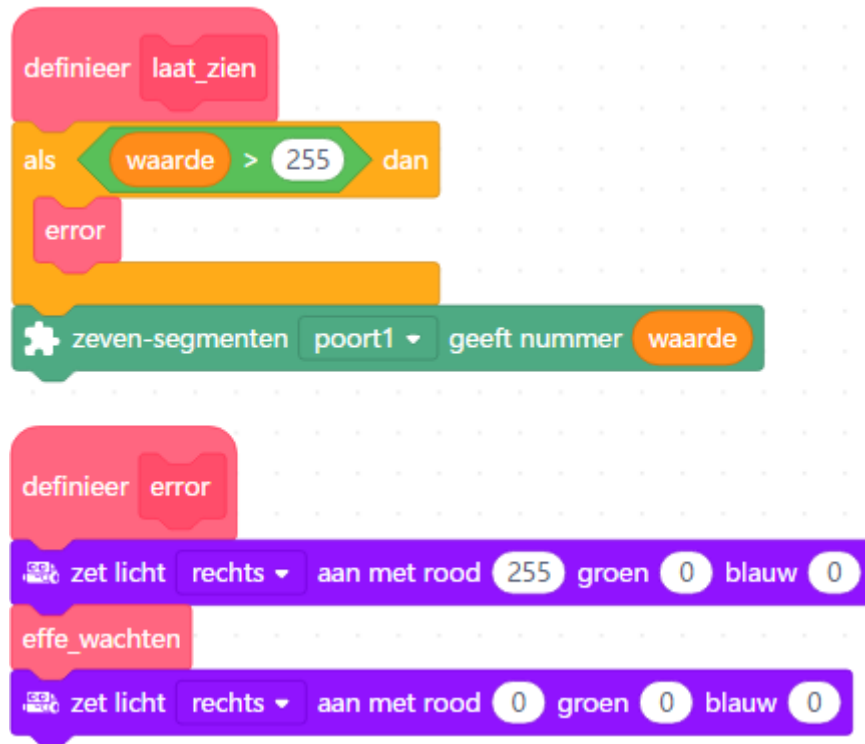 definieer laat_zien
als waarde > 255 dan
error
zeven-segmenten poort1 geeft nummer waarde
definieer error
zet licht rechts aan met rood 255 groen 0 blauw 0
effe_wachten
zet licht rechts aan met rood 0 groen 0 blauw 0